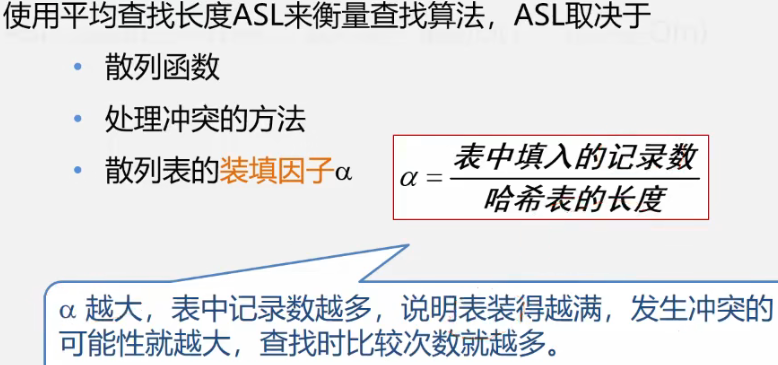 使用平均查找长度ASL来衡量查找算法，ASL取决于
• 散列函数
• 处理冲突的方法
• 散列表的装填因子α
α = 表中填入的记录数
哈希表的长度
α 越大，表中记录数越多，说明表装得越满，发生冲突的
可能性就越大，查找时比较次数就越多。